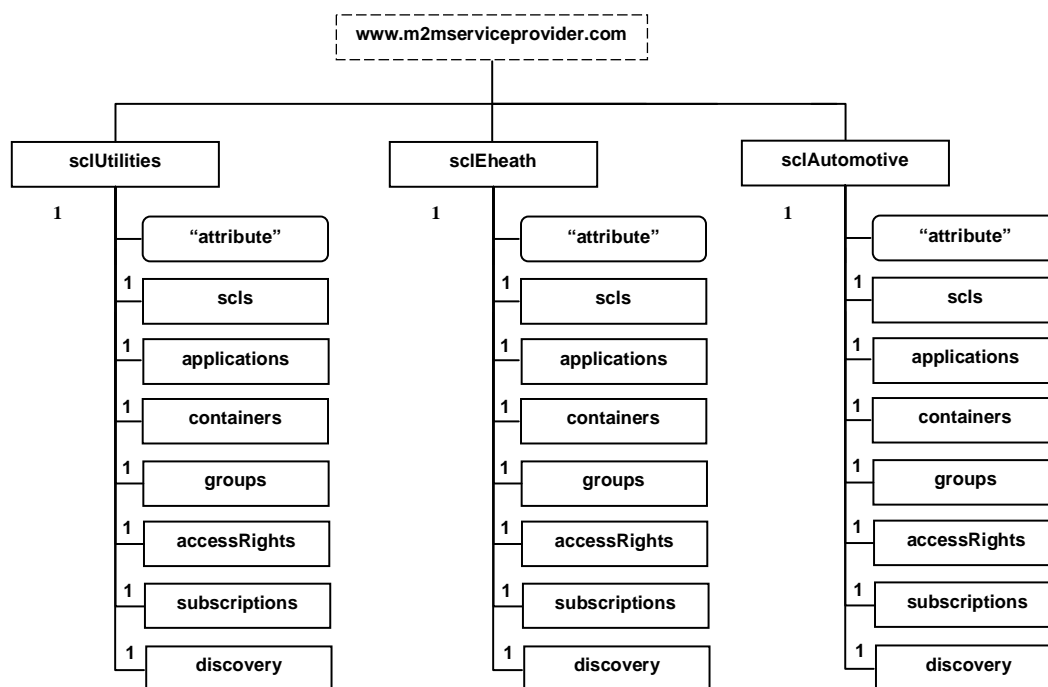 www.m2mserviceprovider.com
sclUtilities
sclEheath
sclAutomotive
1
1
1
“attribute”
“attribute”
“attribute”
1
scls
1
scls
1
scls
1
applications
1
applications
1
applications
1
containers
1
containers
1
containers
1
groups
1
groups
1
groups
1
accessRights
1
accessRights
1
accessRights
1
subscriptions
1
subscriptions
1
subscriptions
1
discovery
1
discovery
1
discovery